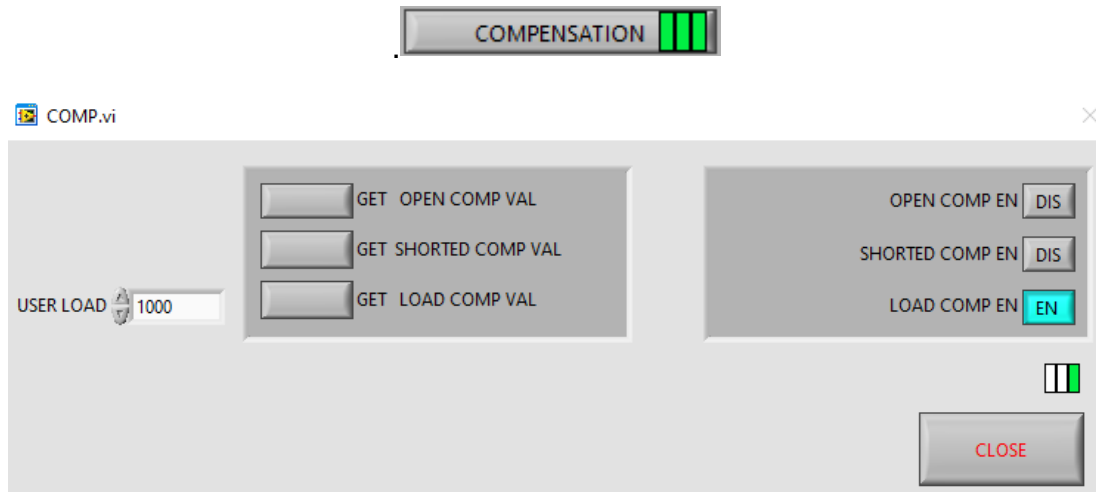 COMPENSATION
.
COMP.vi
GET OPEN COMP VAL
OPEN COMP EN DIS
GET SHORTED COMP VAL
SHORTED COMP EN DIS
USER LOAD 1000
GET LOAD COMP VAL
LOAD COMP EN EN
CLOSE